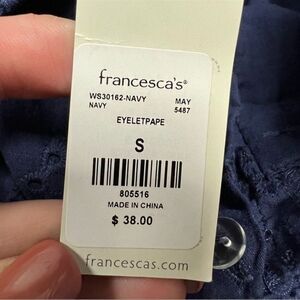 francesca's®
WS30162-NAVY MAY
NAVY 5487
EYELETPAPE
S
805516
MADE IN CHINA
$ 38.00
francescas.com